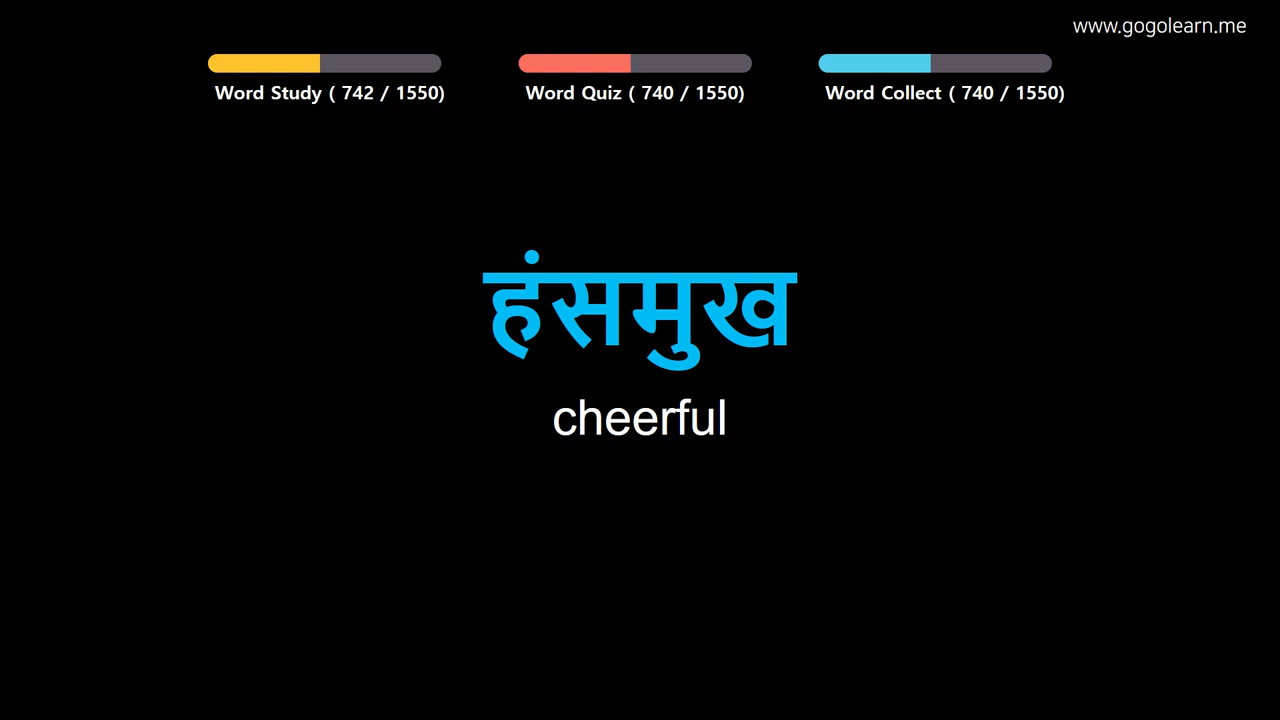 www.gogolearn.me
Word Study ( 742 / 1550)
Word Quiz ( 740 / 1550)
Word Collect ( 740 / 1550)
हंसमुख
cheerful